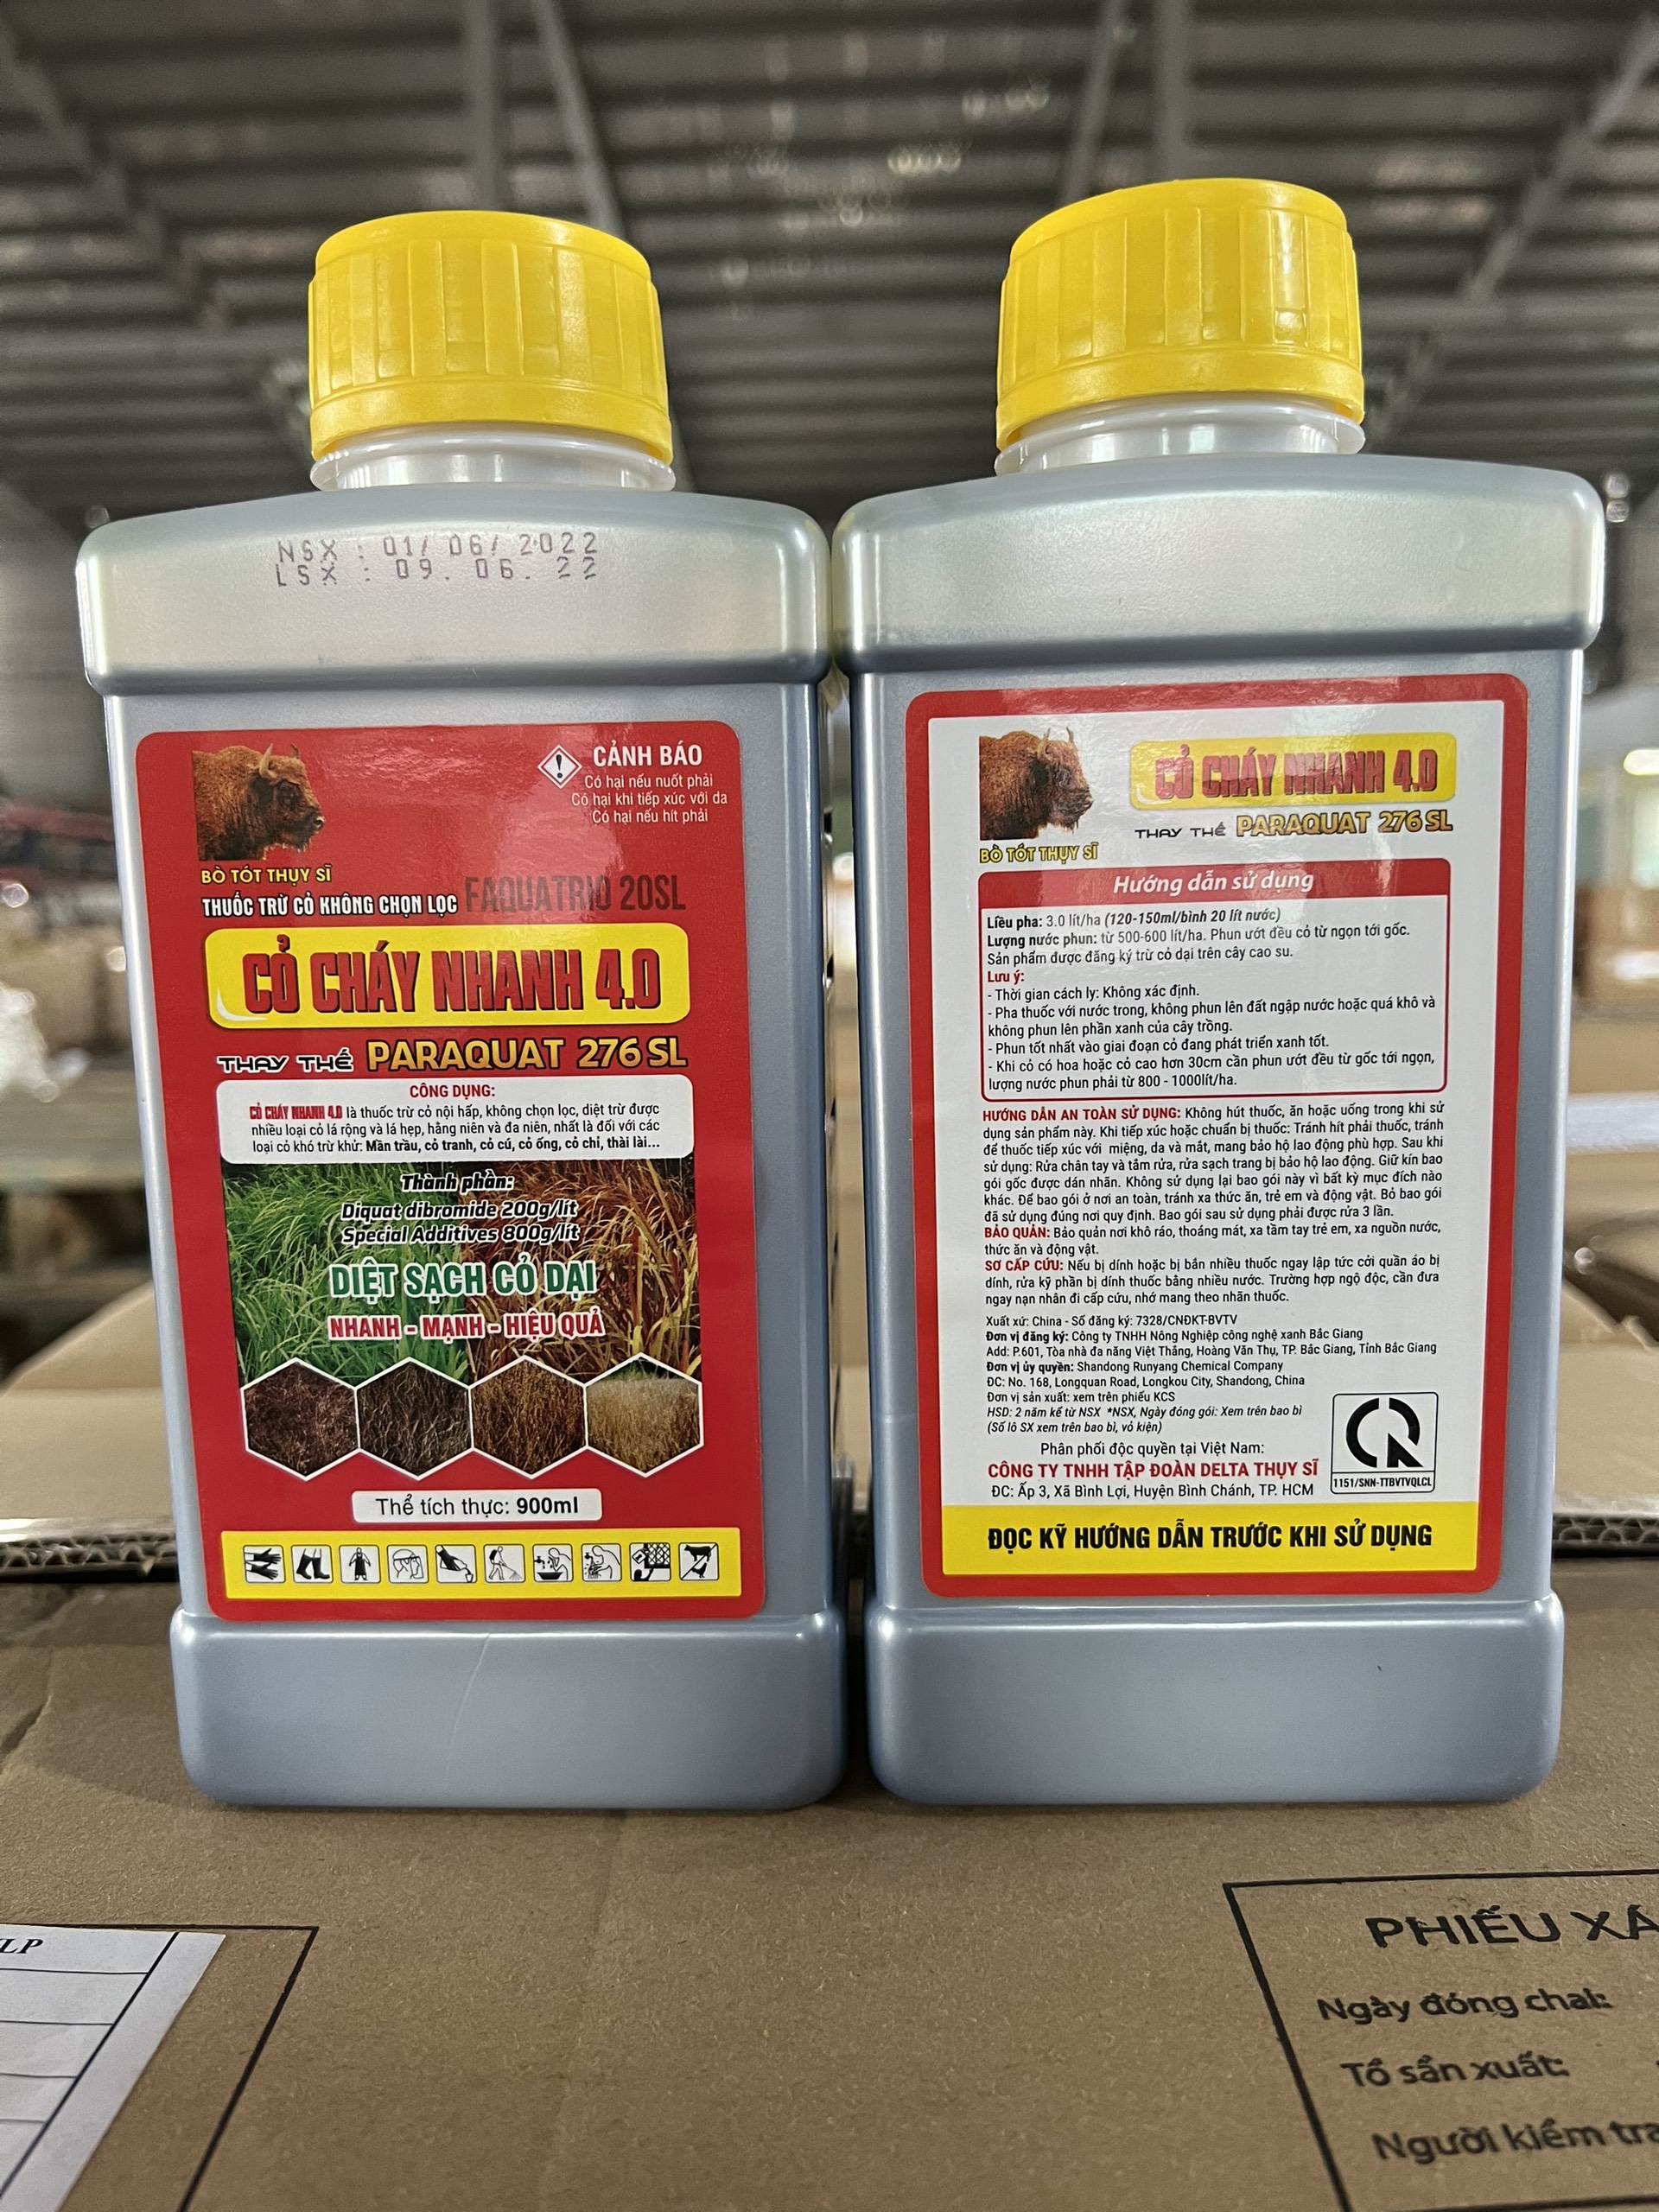 NSX : 01/ 06/ 2022
LSX : 09. 06. 22
CẢNH BÁO
Có hại nếu nuốt phải
Có hại khi tiếp xúc với da
Có hại nếu hít phải
BÒ TÓT THỤY SĨ
THUỐC TRỪ CỎ KHÔNG CHỌN LỌC FAQUATRIO 20SL
CỎ CHÁY NHANH 4.0
THAY THẾ PARAQUAT 276 SL
CÔNG DỤNG:
CỎ CHÁY NHANH 4.0 là thuốc trừ cỏ nội hấp, không chọn lọc, diệt trừ được
nhiều loại cỏ lá rộng và lá hẹp, hằng niên và đa niên, nhất là đối với các
loại cỏ khó trừ khử: Mần trầu, cỏ tranh, cỏ cú, cỏ ống, cỏ chỉ, thài lài...
Thành phần:
Diquat dibromide 200g/lít
Special Additives 800g/lít
DIỆT SẠCH CỎ DẠI
NHANH - MẠNH - HIỆU QUẢ
Thể tích thực: 900ml
CỎ CHÁY NHANH 4.0
THAY THẾ PARAQUAT 276 SL
BÒ TÓT THỤY SĨ
Hướng dẫn sử dụng
Liều pha: 3.0 lít/ha (120-150ml/bình 20 lít nước)
Lượng nước phun: từ 500-600 lít/ha. Phun ướt đều cỏ từ ngọn tới gốc.
Sản phẩm được đăng ký trừ cỏ dại trên cây cao su.
Lưu ý:
- Thời gian cách ly: Không xác định.
- Pha thuốc với nước trong, không phun lên đất ngập nước hoặc quá khô và
không phun lên phần xanh của cây trồng.
- Phun tốt nhất vào giai đoạn cỏ đang phát triển xanh tốt.
- Khi cỏ có hoa hoặc cỏ cao hơn 30cm cần phun ướt đều từ gốc tới ngọn,
lượng nước phun phải từ 800 - 1000lít/ha.
HƯỚNG DẪN AN TOÀN SỬ DỤNG: Không hút thuốc, ăn hoặc uống trong khi sử
dụng sản phẩm này. Khi tiếp xúc hoặc chuẩn bị thuốc: Tránh hít phải thuốc, tránh
để thuốc tiếp xúc với miệng, da và mắt, mang bảo hộ lao động phù hợp. Sau khi
sử dụng: Rửa chân tay và tắm rửa, rửa sạch trang bị bảo hộ lao động. Giữ kín bao
gói gốc được dán nhãn. Không sử dụng lại bao gói này vì bất kỳ mục đích nào
khác. Để bao gói ở nơi an toàn, tránh xa thức ăn, trẻ em và động vật. Bỏ bao gói
đã sử dụng đúng nơi quy định. Bao gói sau sử dụng phải được rửa 3 lần.
BẢO QUẢN: Bảo quản nơi khô ráo, thoáng mát, xa tầm tay trẻ em, xa nguồn nước,
thức ăn và động vật.
SƠ CẤP CỨU: Nếu bị dính hoặc bị bắn nhiều thuốc ngay lập tức cởi quần áo bị
dính, rửa kỹ phần bị dính thuốc bằng nhiều nước. Trường hợp ngộ độc, cần đưa
ngay nạn nhân đi cấp cứu, nhớ mang theo nhãn thuốc.
Xuất xứ: China - Số đăng ký: 7328/CNĐKT-BVTV
Đơn vị đăng ký: Công ty TNHH Nông Nghiệp công nghệ xanh Bắc Giang
Add: P.601, Tòa nhà đa năng Việt Thắng, Hoàng Văn Thụ, TP. Bắc Giang, Tỉnh Bắc Giang
Đơn vị ủy quyền: Shandong Runyang Chemical Company
ĐC: No. 168, Longquan Road, Longkou City, Shandong, China
Đơn vị sản xuất: xem trên phiếu KCS
HSD: 2 năm kể từ NSX *NSX, Ngày đóng gói: Xem trên bao bì
(Số lô SX xem trên bao bì, vỏ kiện)
Phân phối độc quyền tại Việt Nam:
CÔNG TY TNHH TẬP ĐOÀN DELTA THỤY SĨ
ĐC: Ấp 3, Xã Bình Lợi, Huyện Bình Chánh, TP. HCM
1151/SNN-TTBVTVQLCL
ĐỌC KỸ HƯỚNG DẪN TRƯỚC KHI SỬ DỤNG
LP
PHIẾU XÁ
Ngày đóng chai:
Tổ sản xuất:
Người kiểm tra